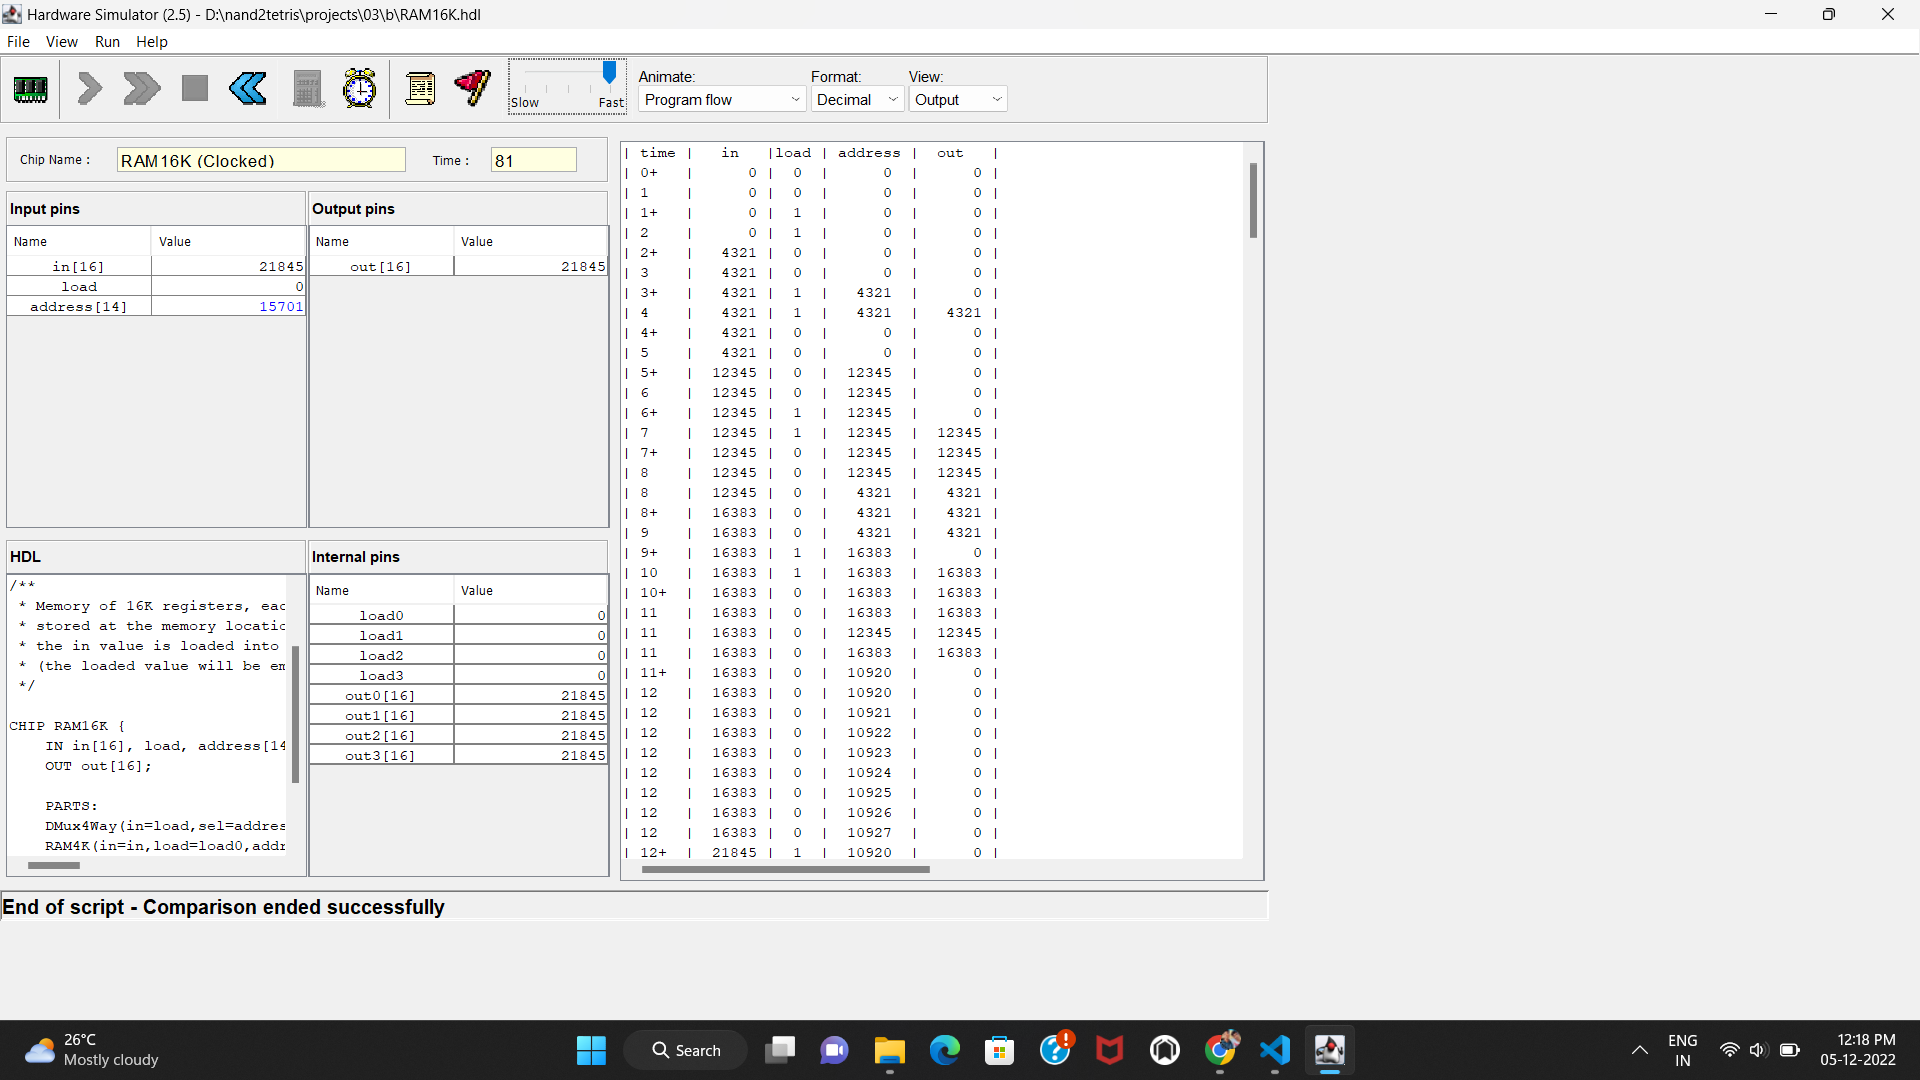 Hardware Simulator (2.5) - D:\nand2tetris\projects\03\b\RAM16K.hdl
File View Run Help
Slow Fast
Animate: Format: View:
Program flow Decimal Output
Chip Name : RAM16K (Clocked) Time : 81
Input pins
Name Value
in[16] 21845
load 0
address[14] 15701
Output pins
Name Value
out[16] 21845
HDL
/**
* Memory of 16K registers, eac
* stored at the memory locatic
* the in value is loaded into
* (the loaded value will be em
*/
CHIP RAM16K {
IN in[16], load, address[14
OUT out[16];
PARTS:
DMux4Way(in=load,sel=addres
RAM4K(in=in,load=load0,addr
Internal pins
Name Value
load0 0
load1 0
load2 0
load3 0
out0[16] 21845
out1[16] 21845
out2[16] 21845
out3[16] 21845
| time | in |load | address | out |
| 0+ | 0 | 0 | 0 | 0 |
| 1 | 0 | 0 | 0 | 0 |
| 1+ | 0 | 1 | 0 | 0 |
| 2 | 0 | 1 | 0 | 0 |
| 2+ | 4321 | 0 | 0 | 0 |
| 3 | 4321 | 0 | 0 | 0 |
| 3+ | 4321 | 1 | 4321 | 0 |
| 4 | 4321 | 1 | 4321 | 4321 |
| 4+ | 4321 | 0 | 0 | 0 |
| 5 | 4321 | 0 | 0 | 0 |
| 5+ | 12345 | 0 | 12345 | 0 |
| 6 | 12345 | 0 | 12345 | 0 |
| 6+ | 12345 | 1 | 12345 | 0 |
| 7 | 12345 | 1 | 12345 | 12345 |
| 7+ | 12345 | 0 | 12345 | 12345 |
| 8 | 12345 | 0 | 12345 | 12345 |
| 8 | 12345 | 0 | 4321 | 4321 |
| 8+ | 16383 | 0 | 4321 | 4321 |
| 9 | 16383 | 0 | 4321 | 4321 |
| 9+ | 16383 | 1 | 16383 | 0 |
| 10 | 16383 | 1 | 16383 | 16383 |
| 10+ | 16383 | 0 | 16383 | 16383 |
| 11 | 16383 | 0 | 16383 | 16383 |
| 11 | 16383 | 0 | 12345 | 12345 |
| 11 | 16383 | 0 | 16383 | 16383 |
| 11+ | 16383 | 0 | 10920 | 0 |
| 12 | 16383 | 0 | 10920 | 0 |
| 12 | 16383 | 0 | 10921 | 0 |
| 12 | 16383 | 0 | 10922 | 0 |
| 12 | 16383 | 0 | 10923 | 0 |
| 12 | 16383 | 0 | 10924 | 0 |
| 12 | 16383 | 0 | 10925 | 0 |
| 12 | 16383 | 0 | 10926 | 0 |
| 12 | 16383 | 0 | 10927 | 0 |
| 12+ | 21845 | 1 | 10920 | 0 |
End of script - Comparison ended successfully
26°C
Mostly cloudy
Search
ENG
IN
12:18 PM
05-12-2022